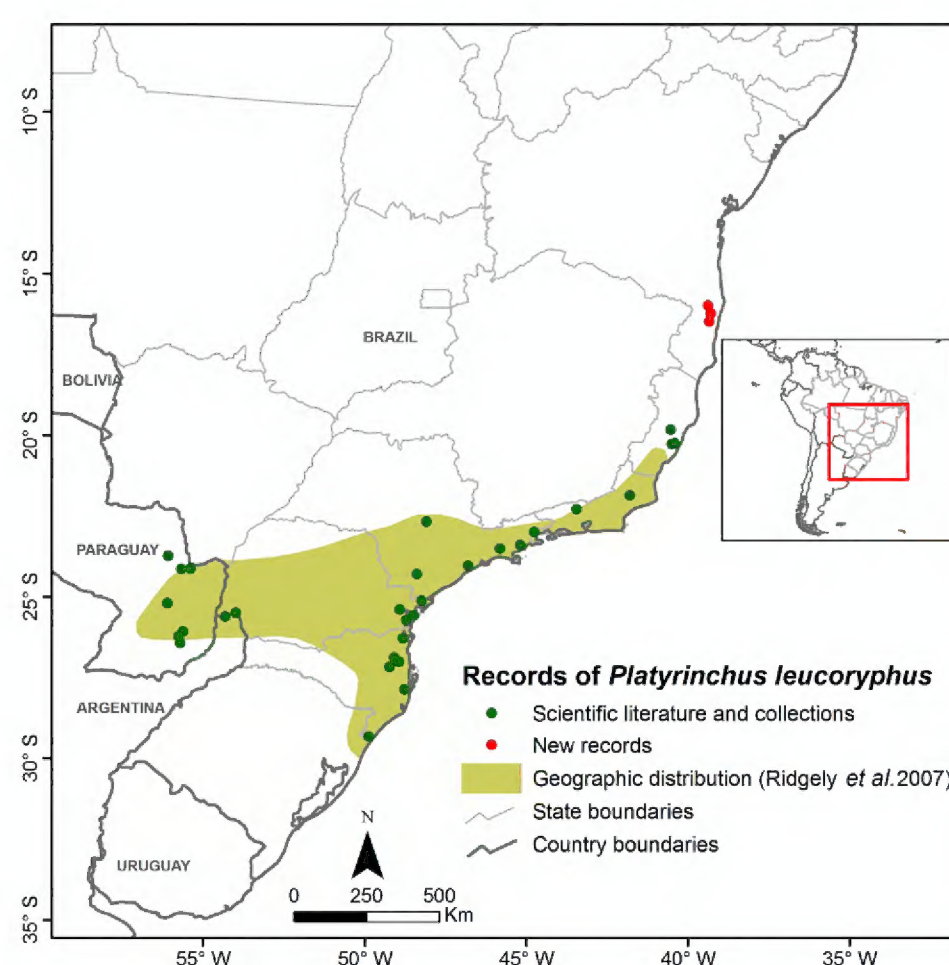 10° S
15° S
20° S
25° S
30° S
35° S
BRAZIL
BOLIVIA
PARAGUAY
ARGENTINA
URUGUAY
Records of Platyrinchus leucoryphus
Scientific literature and collections
New records
Geographic distribution (Ridgely et al.2007)
State boundaries
Country boundaries
N
0 250 500
Km
55° W 50° W 45° W 40° W 35° W